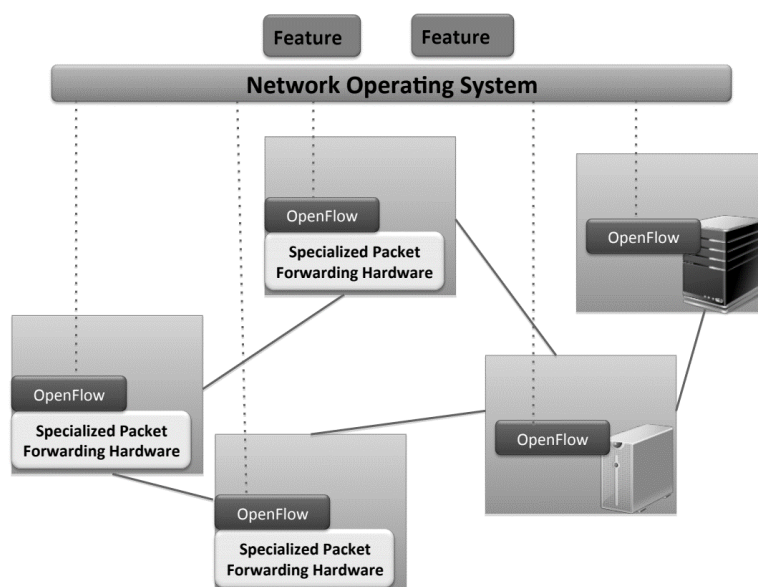 Feature
Feature
Network Operating System
OpenFlow
Specialized Packet
Forwarding Hardware
OpenFlow
OpenFlow
Specialized Packet
Forwarding Hardware
OpenFlow
OpenFlow
Specialized Packet
Forwarding Hardware